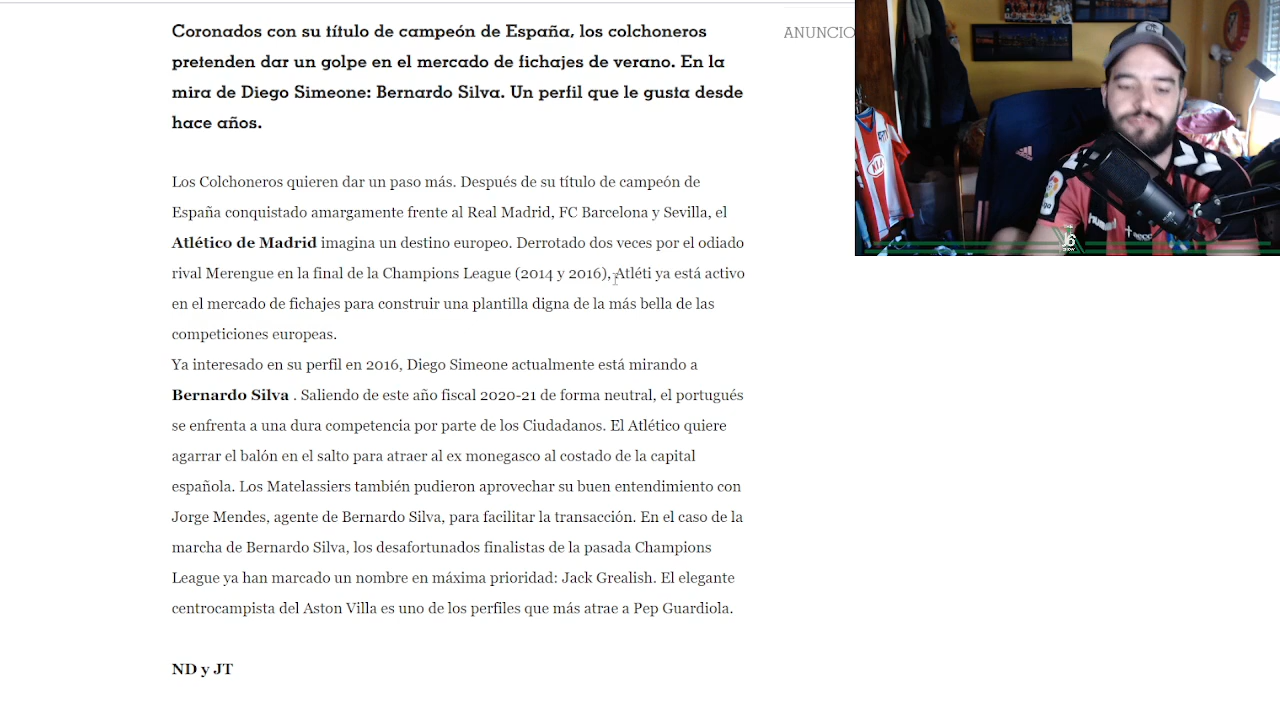 Coronados con su título de campeón de España, los colchoneros
pretenden dar un golpe en el mercado de fichajes de verano. En la
mira de Diego Simeone: Bernardo Silva. Un perfil que le gusta desde
hace años.
ANUNCIO
Los Colchoneros quieren dar un paso más. Después de su título de campeón de
España conquistado amargamente frente al Real Madrid, FC Barcelona y Sevilla, el
Atlético de Madrid imagina un destino europeo. Derrotado dos veces por el odiado
rival Merengue en la final de la Champions League (2014 y 2016), Atléti ya está activo
en el mercado de fichajes para construir una plantilla digna de la más bella de las
competiciones europeas.
Ya interesado en su perfil en 2016, Diego Simeone actualmente está mirando a
Bernardo Silva . Saliendo de este año fiscal 2020-21 de forma neutral, el portugués
se enfrenta a una dura competencia por parte de los Ciudadanos. El Atlético quiere
agarrar el balón en el salto para atraer al ex monegasco al costado de la capital
española. Los Matelassiers también pudieron aprovechar su buen entendimiento con
Jorge Mendes, agente de Bernardo Silva, para facilitar la transacción. En el caso de la
marcha de Bernardo Silva, los desafortunados finalistas de la pasada Champions
League ya han marcado un nombre en máxima prioridad: Jack Grealish. El elegante
centrocampista del Aston Villa es uno de los perfiles que más atrae a Pep Guardiola.
ND y JT
KIA